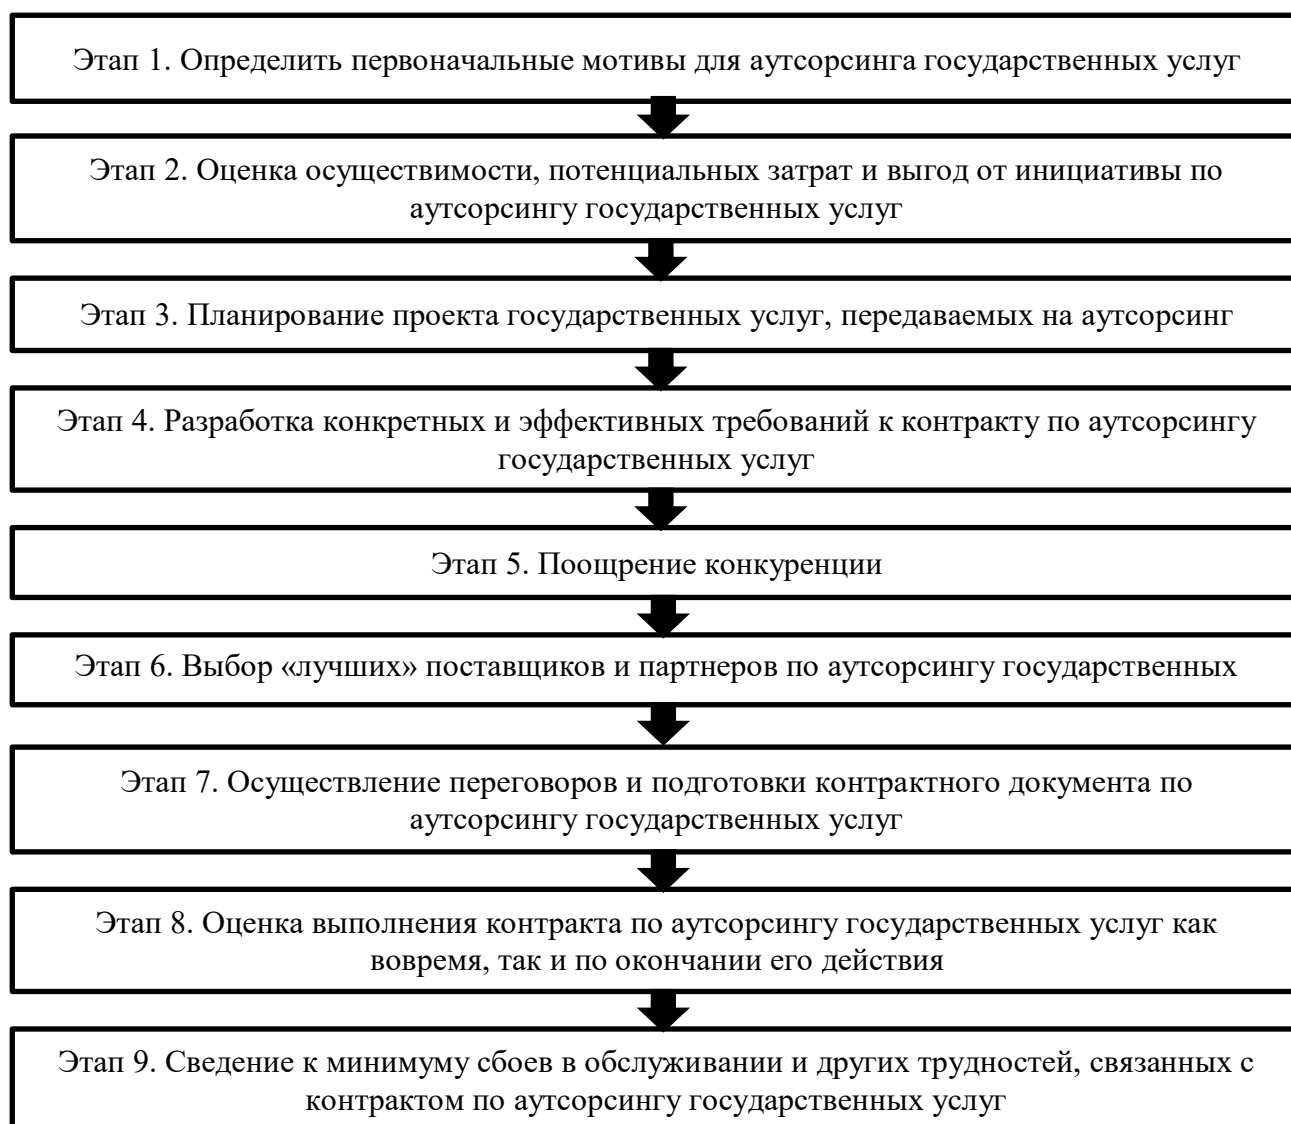 Этап 1. Определить первоначальные мотивы для аутсорсинга государственных услуг
Этап 2. Оценка осуществимости, потенциальных затрат и выгод от инициативы по
аутсорсингу государственных услуг
Этап 3. Планирование проекта государственных услуг, передаваемых на аутсорсинг
Этап 4. Разработка конкретных и эффективных требований к контракту по аутсорсингу
государственных услуг
Этап 5. Поощрение конкуренции
Этап 6. Выбор «лучших» поставщиков и партнеров по аутсорсингу государственных
Этап 7. Осуществление переговоров и подготовки контрактного документа по
аутсорсингу государственных услуг
Этап 8. Оценка выполнения контракта по аутсорсингу государственных услуг как
вовремя, так и по окончании его действия
Этап 9. Сведение к минимуму сбоев в обслуживании и других трудностей, связанных с
контрактом по аутсорсингу государственных услуг